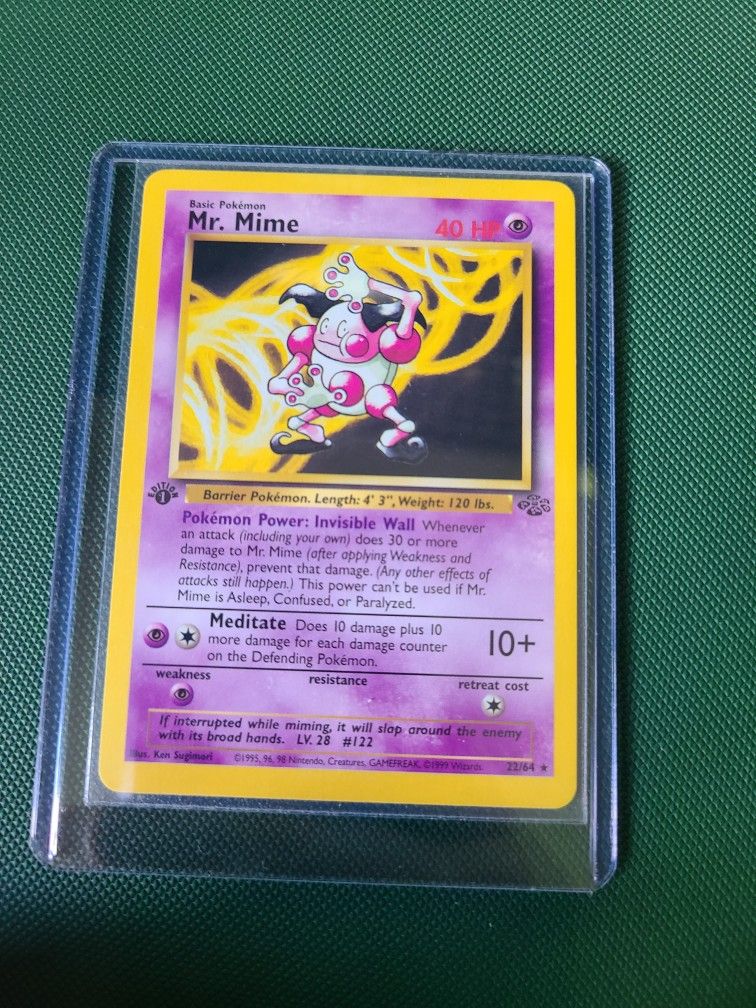 Basic Pokémon
Mr. Mime
40 HP
EDITION
1
Barrier Pokémon. Length: 4' 3", Weight: 120 lbs.
Pokémon Power: Invisible Wall Whenever
an attack (including your own) does 30 or more
damage to Mr. Mime (after applying Weakness and
Resistance), prevent that damage. (Any other effects of
attacks still happen.) This power can't be used if Mr.
Mime is Asleep, Confused, or Paralyzed.
Meditate Does 10 damage plus 10
more damage for each damage counter
on the Defending Pokémon.
10+
weakness
resistance
retreat cost
If interrupted while miming, it will slap around the enemy
with its broad hands. LV. 28 #122
Illus. Ken Sugimori
©1995, 96, 98 Nintendo, Creatures, GAMEFREAK. ©1999 Wizards.
22/64 ★